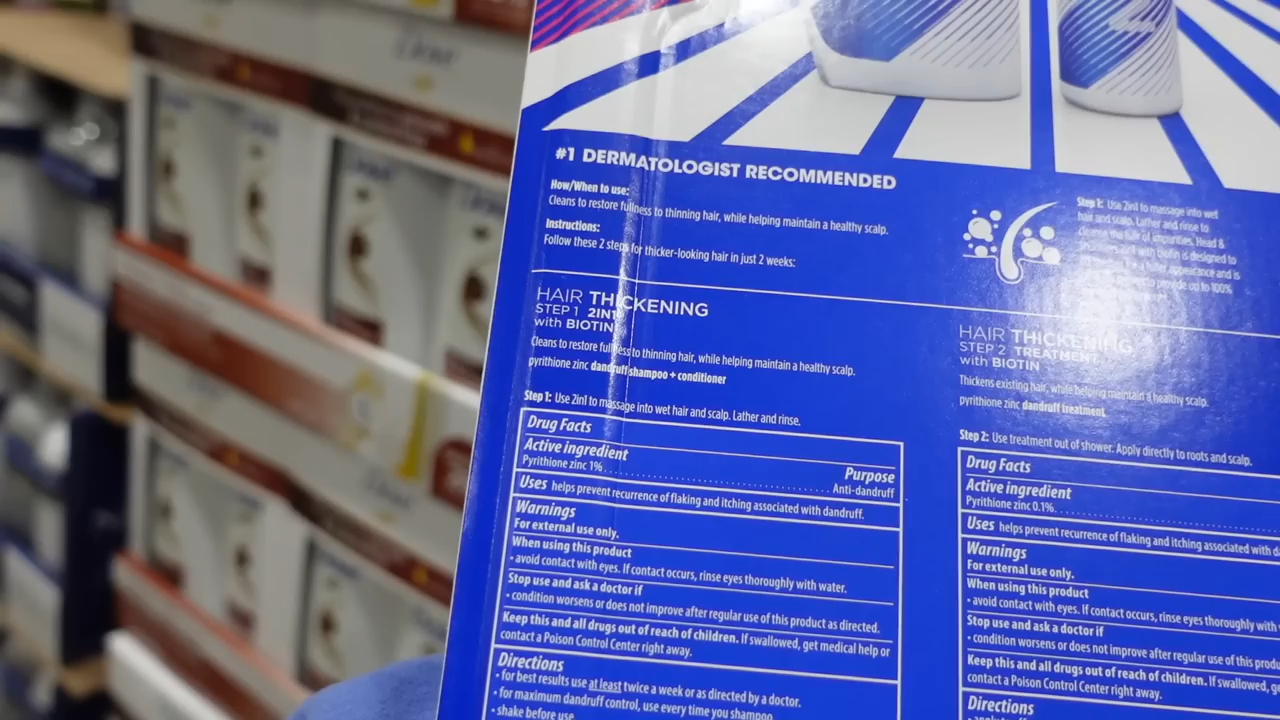 #1 DERMATOLOGIST RECOMMENDED
How/When to use:
Cleans to restore fullness to thinning hair, while helping maintain a healthy scalp.
Instructions:
Follow these 2 steps for thicker-looking hair in just 2 weeks:
Step 1: Use 2in1 to massage into wet
hair and scalp. Lather and rinse to
cleanse the hair of impurities. Head &
with biotin is designed to
for a fuller appearance and is
to provide up to 100%
HAIR THICKENING
STEP 1 2IN1
with BIOTIN
Cleans to restore fullness to thinning hair, while helping maintain a healthy scalp.
pyrithione zinc dandruff shampoo + conditioner
Step 1: Use 2in1 to massage into wet hair and scalp. Lather and rinse.
Drug Facts
Active ingredient Purpose
Pyrithione zinc 1%........................................Anti-dandruff
Uses helps prevent recurrence of flaking and itching associated with dandruff.
Warnings
For external use only.
When using this product
• avoid contact with eyes. If contact occurs, rinse eyes thoroughly with water.
Stop use and ask a doctor if
• condition worsens or does not improve after regular use of this product as directed.
Keep this and all drugs out of reach of children. If swallowed, get medical help or
contact a Poison Control Center right away.
Directions
• for best results use at least twice a week or as directed by a doctor.
• for maximum dandruff control, use every time you shampoo.
• shake before use
HAIR THICKENING
STEP 2 TREATMENT
with BIOTIN
Thickens existing hair, while helping maintain a healthy scalp.
pyrithione zinc dandruff treatment
Step 2: Use treatment out of shower. Apply directly to roots and scalp.
Drug Facts
Active ingredient
Pyrithione zinc 0.1%........................................
Uses helps prevent recurrence of flaking and itching associated with
Warnings
For external use only.
When using this product
• avoid contact with eyes. If contact occurs, rinse eyes thoroughly with
Stop use and ask a doctor if
• condition worsens or does not improve after regular use of this
Keep this and all drugs out of reach of children. If swallowed,
contact a Poison Control Center right away.
Directions